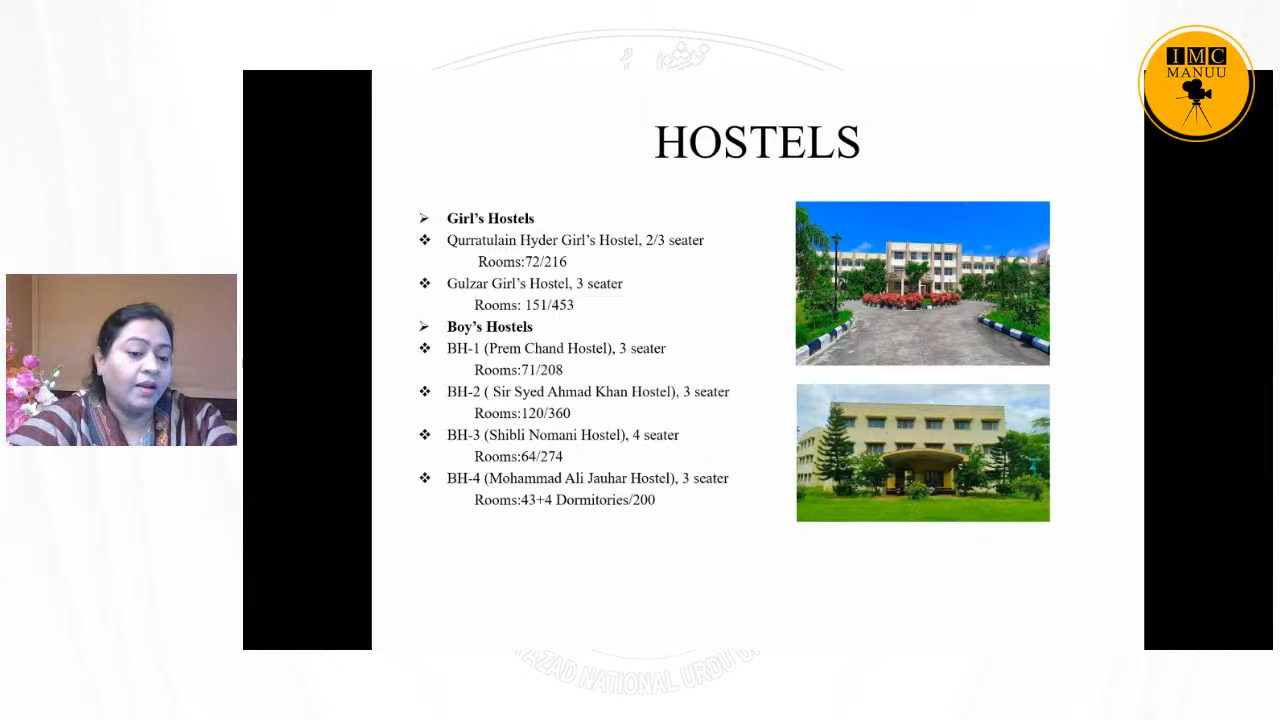 IMC
MANUU
HOSTELS
➢ Girl's Hostels
❖ Qurratulain Hyder Girl's Hostel, 2/3 seater
Rooms:72/216
❖ Gulzar Girl's Hostel, 3 seater
Rooms: 151/453
➢ Boy's Hostels
❖ BH-1 (Prem Chand Hostel), 3 seater
Rooms:71/208
❖ BH-2 ( Sir Syed Ahmad Khan Hostel), 3 seater
Rooms:120/360
❖ BH-3 (Shibli Nomani Hostel), 4 seater
Rooms:64/274
❖ BH-4 (Mohammad Ali Jauhar Hostel), 3 seater
Rooms:43+4 Dormitories/200
AZAD NATIONAL URDU